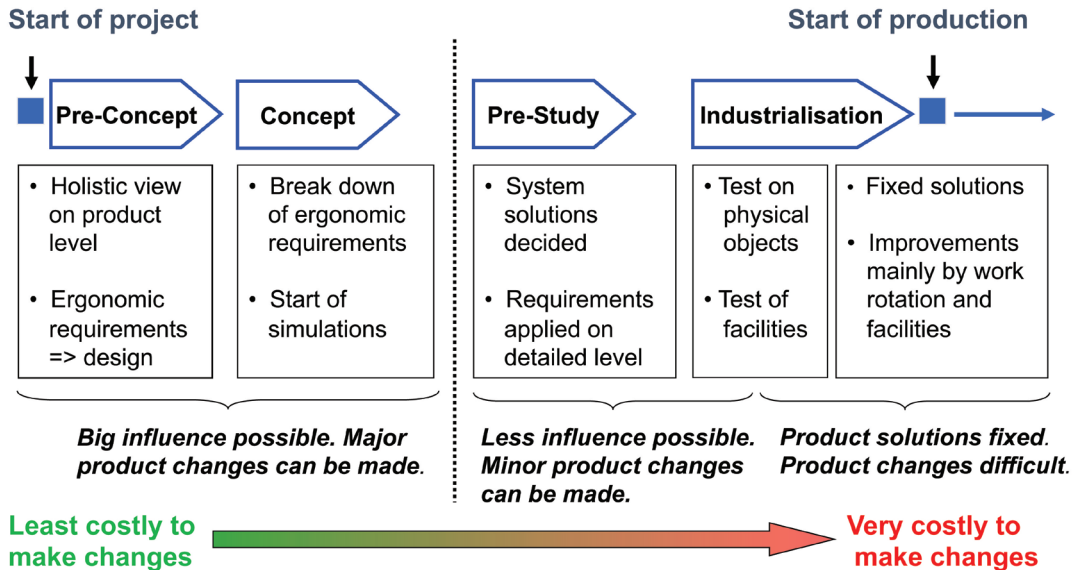 Start of project
Start of production
Pre-Concept
Concept
Pre-Study
Industrialisation
• Holistic view
on product
level
• Ergonomic
requirements
=> design
• Break down
of ergonomic
requirements
• Start of
simulations
• System
solutions
decided
• Requirements
applied on
detailed level
• Test on
physical
objects
• Test of
facilities
• Fixed solutions
• Improvements
mainly by work
rotation and
facilities
Big influence possible. Major
product changes can be made.
Less influence possible.
Minor product changes
can be made.
Product solutions fixed.
Product changes difficult.
Least costly to
make changes
Very costly to
make changes